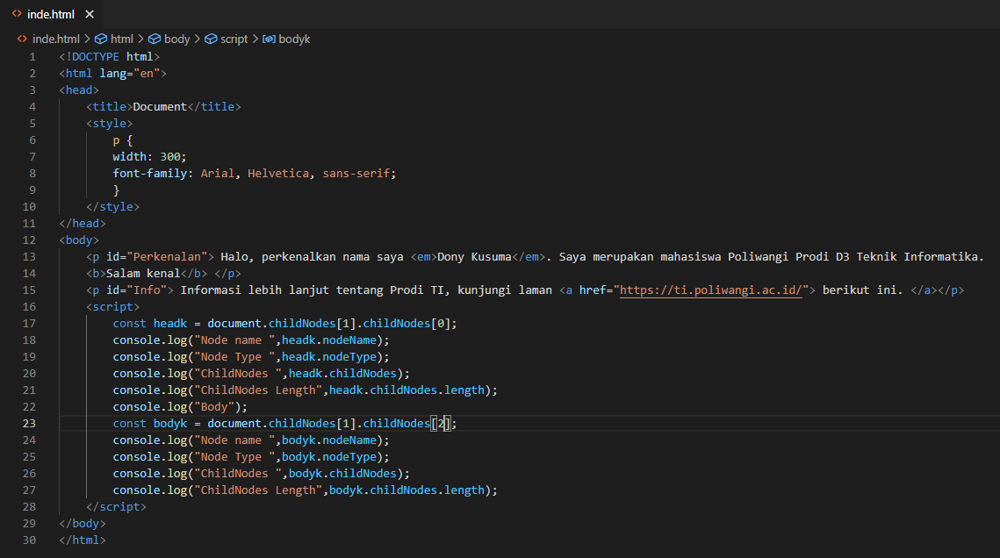 inde.html
inde.html > html > body > script > bodyk
1 <!DOCTYPE html>
2 <html lang="en">
3 <head>
4     <title>Document</title>
5     <style>
6         p {
7         width: 300;
8         font-family: Arial, Helvetica, sans-serif;
9         }
10     </style>
11 </head>
12 <body>
13     <p id="Perkenalan"> Halo, perkenalkan nama saya <em>Dony Kusuma</em>. Saya merupakan mahasiswa Poliwangi Prodi D3 Teknik Informatika.
14     <b>Salam kenal</b> </p>
15     <p id="Info"> Informasi lebih lanjut tentang Prodi TI, kunjungi laman <a href="https://ti.poliwangi.ac.id/"> berikut ini. </a></p>
16     <script>
17         const headk = document.childNodes[1].childNodes[0];
18         console.log("Node name ",headk.nodeName);
19         console.log("Node Type ",headk.nodeType);
20         console.log("ChildNodes ",headk.childNodes);
21         console.log("ChildNodes Length",headk.childNodes.length);
22         console.log("Body");
23         const bodyk = document.childNodes[1].childNodes[2];
24         console.log("Node name ",bodyk.nodeName);
25         console.log("Node Type ",bodyk.nodeType);
26         console.log("ChildNodes ",bodyk.childNodes);
27         console.log("ChildNodes Length",bodyk.childNodes.length);
28     </script>
29 </body>
30 </html>